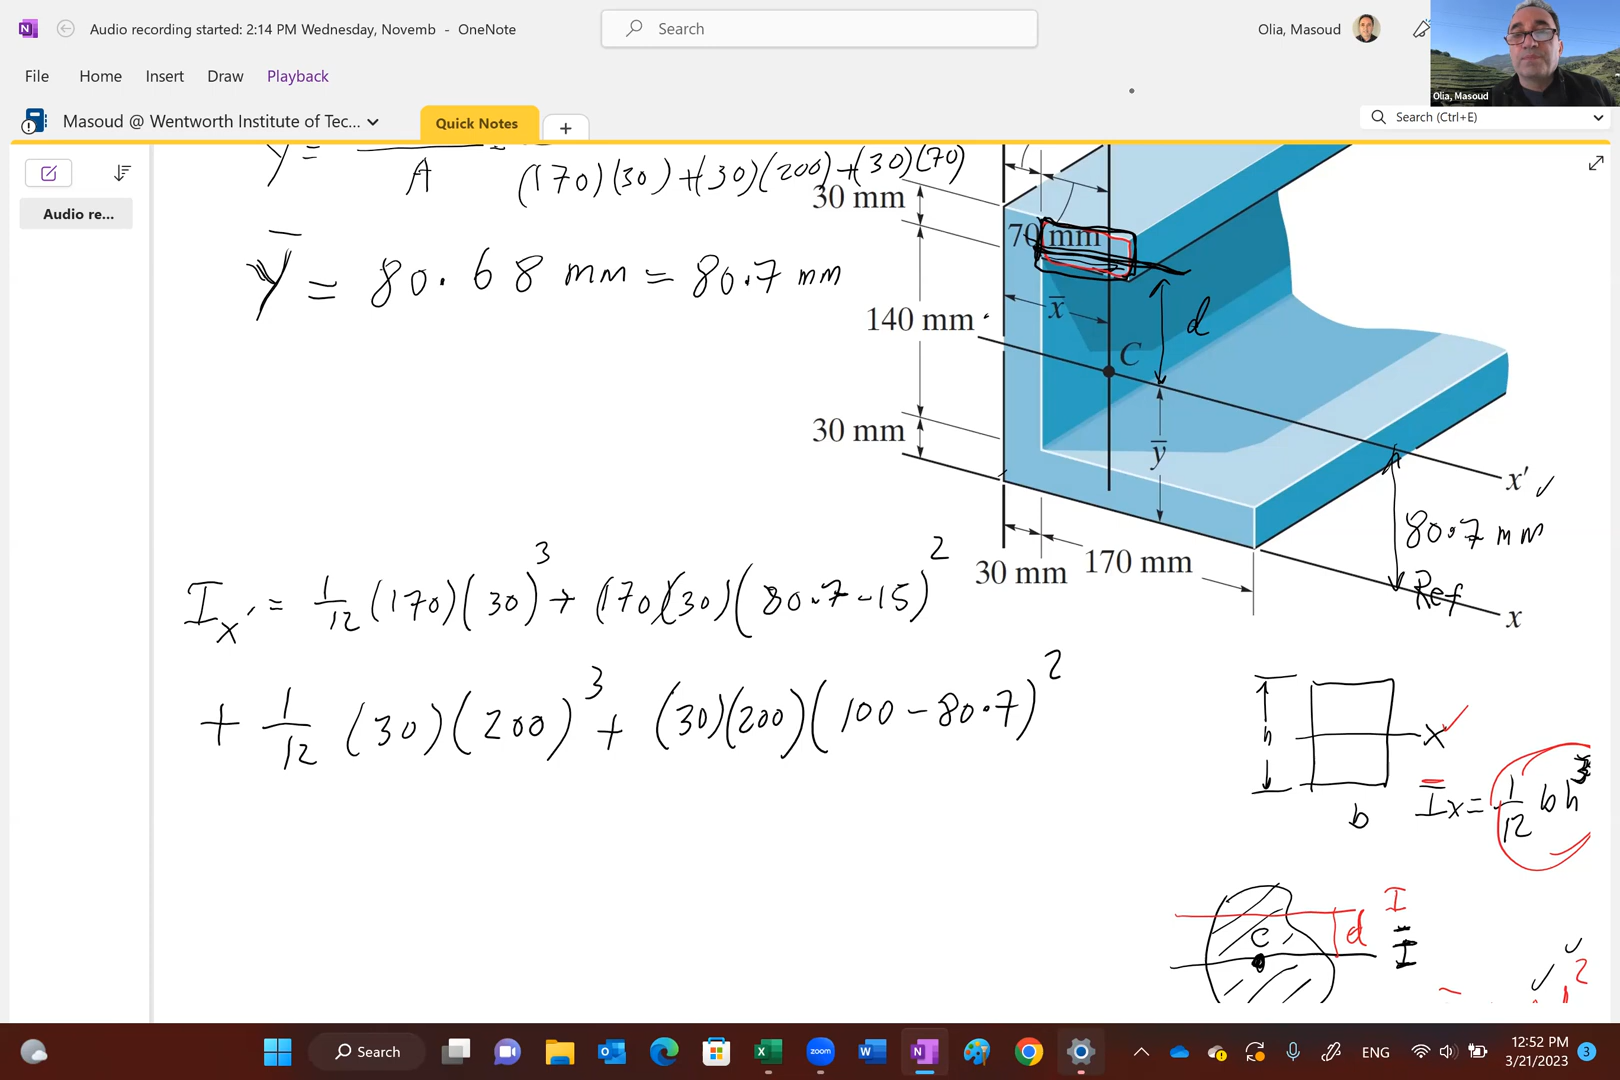 Audio recording started: 2:14 PM Wednesday, Novemb - OneNote
Search
Olia, Masoud
Olia, Masoud
File Home Insert Draw Playback
Masoud @ Wentworth Institute of Tec...
Quick Notes
+
Search (Ctrl+E)
Audio re...
A
(170)(30)+(30)(200)+(30)(70)
Y̅ = 80.68 mm = 80.7 mm
30 mm
70 mm
x̅
140 mm
d
C
30 mm
y̅
x'
80.7 mm
30 mm
170 mm
Ref
x
I x' = 1/12 (170)(30)³ + (170)(30)(80.7-15)²
+ 1/12 (30)(200)³ + (30)(200)(100-80.7)²
h
x
b
I̅x = 1/12 bh³
I
C
d
I̅
2
Search
zoom
ENG
12:52 PM
3/21/2023
3